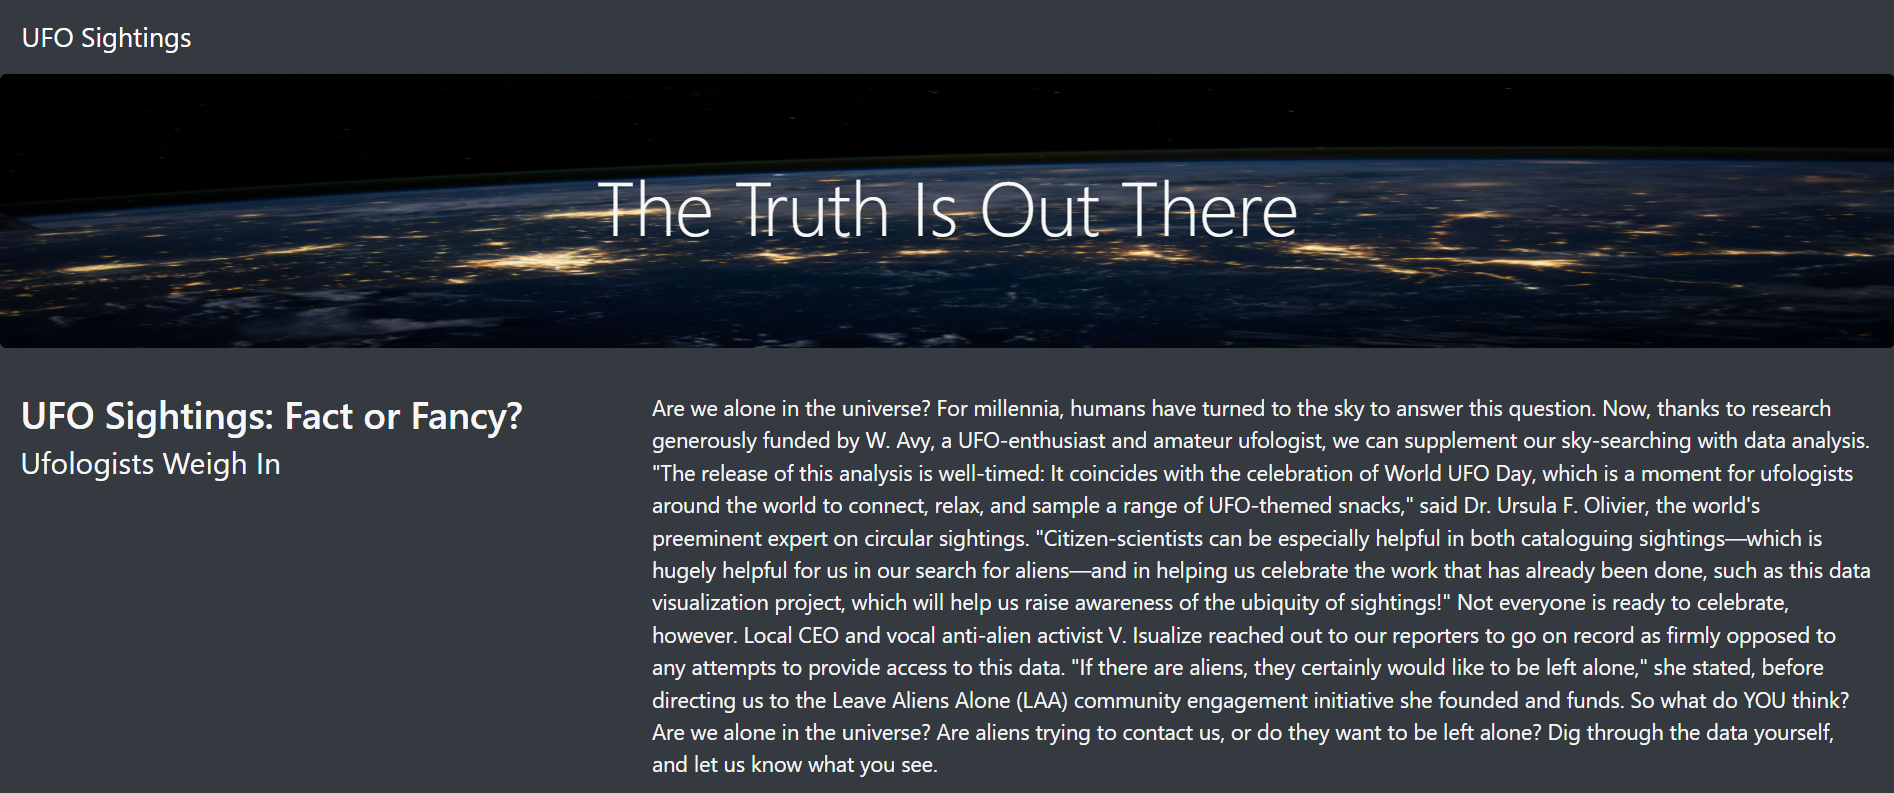 UFO Sightings
The Truth Is Out There
UFO Sightings: Fact or Fancy?
Ufologists Weigh In
Are we alone in the universe? For millennia, humans have turned to the sky to answer this question. Now, thanks to research
generously funded by W. Avy, a UFO-enthusiast and amateur ufologist, we can supplement our sky-searching with data analysis.
"The release of this analysis is well-timed: It coincides with the celebration of World UFO Day, which is a moment for ufologists
around the world to connect, relax, and sample a range of UFO-themed snacks," said Dr. Ursula F. Olivier, the world's
preeminent expert on circular sightings. "Citizen-scientists can be especially helpful in both cataloguing sightings—which is
hugely helpful for us in our search for aliens—and in helping us celebrate the work that has already been done, such as this data
visualization project, which will help us raise awareness of the ubiquity of sightings!" Not everyone is ready to celebrate,
however. Local CEO and vocal anti-alien activist V. Isualize reached out to our reporters to go on record as firmly opposed to
any attempts to provide access to this data. "If there are aliens, they certainly would like to be left alone," she stated, before
directing us to the Leave Aliens Alone (LAA) community engagement initiative she founded and funds. So what do YOU think?
Are we alone in the universe? Are aliens trying to contact us, or do they want to be left alone? Dig through the data yourself,
and let us know what you see.